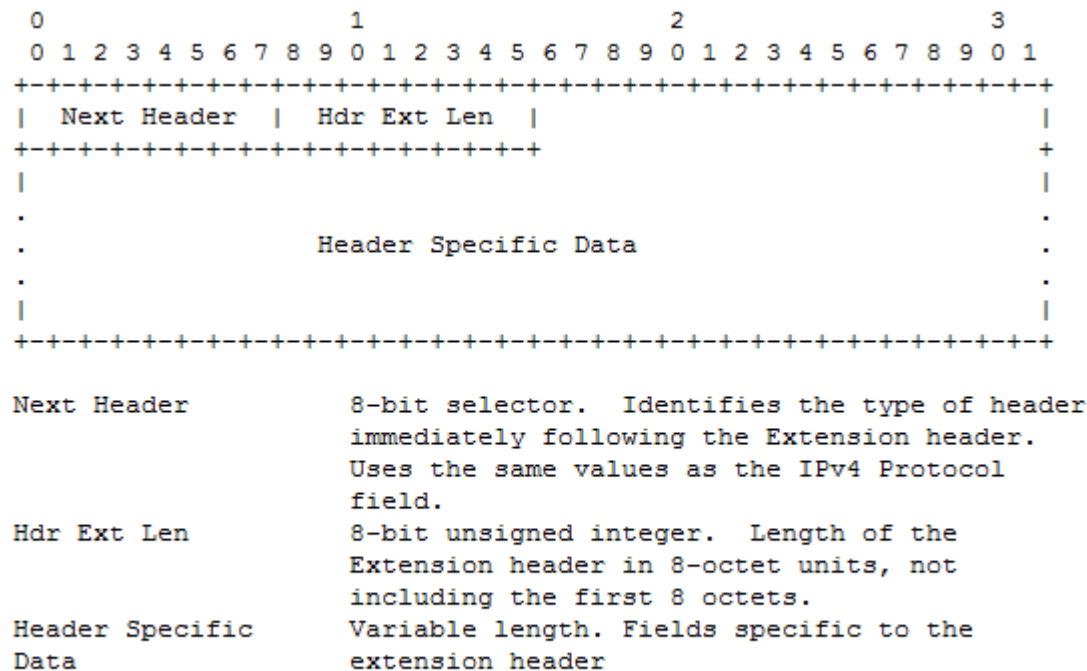 0                   1                   2                   3
 0 1 2 3 4 5 6 7 8 9 0 1 2 3 4 5 6 7 8 9 0 1 2 3 4 5 6 7 8 9 0 1
+-+-+-+-+-+-+-+-+-+-+-+-+-+-+-+-+-+-+-+-+-+-+-+-+-+-+-+-+-+-+-+-+
|  Next Header  |  Hdr Ext Len  |                               |
+-+-+-+-+-+-+-+-+-+-+-+-+-+-+-+-+                               +
|                                                               |
.                                                               .
.                  Header Specific Data                         .
.                                                               .
|                                                               |
+-+-+-+-+-+-+-+-+-+-+-+-+-+-+-+-+-+-+-+-+-+-+-+-+-+-+-+-+-+-+-+-+
Next Header          8-bit selector.  Identifies the type of header
                     immediately following the Extension header.
                     Uses the same values as the IPv4 Protocol
                     field.
Hdr Ext Len          8-bit unsigned integer.  Length of the
                     Extension header in 8-octet units, not
                     including the first 8 octets.
Header Specific      Variable length. Fields specific to the
Data                 extension header